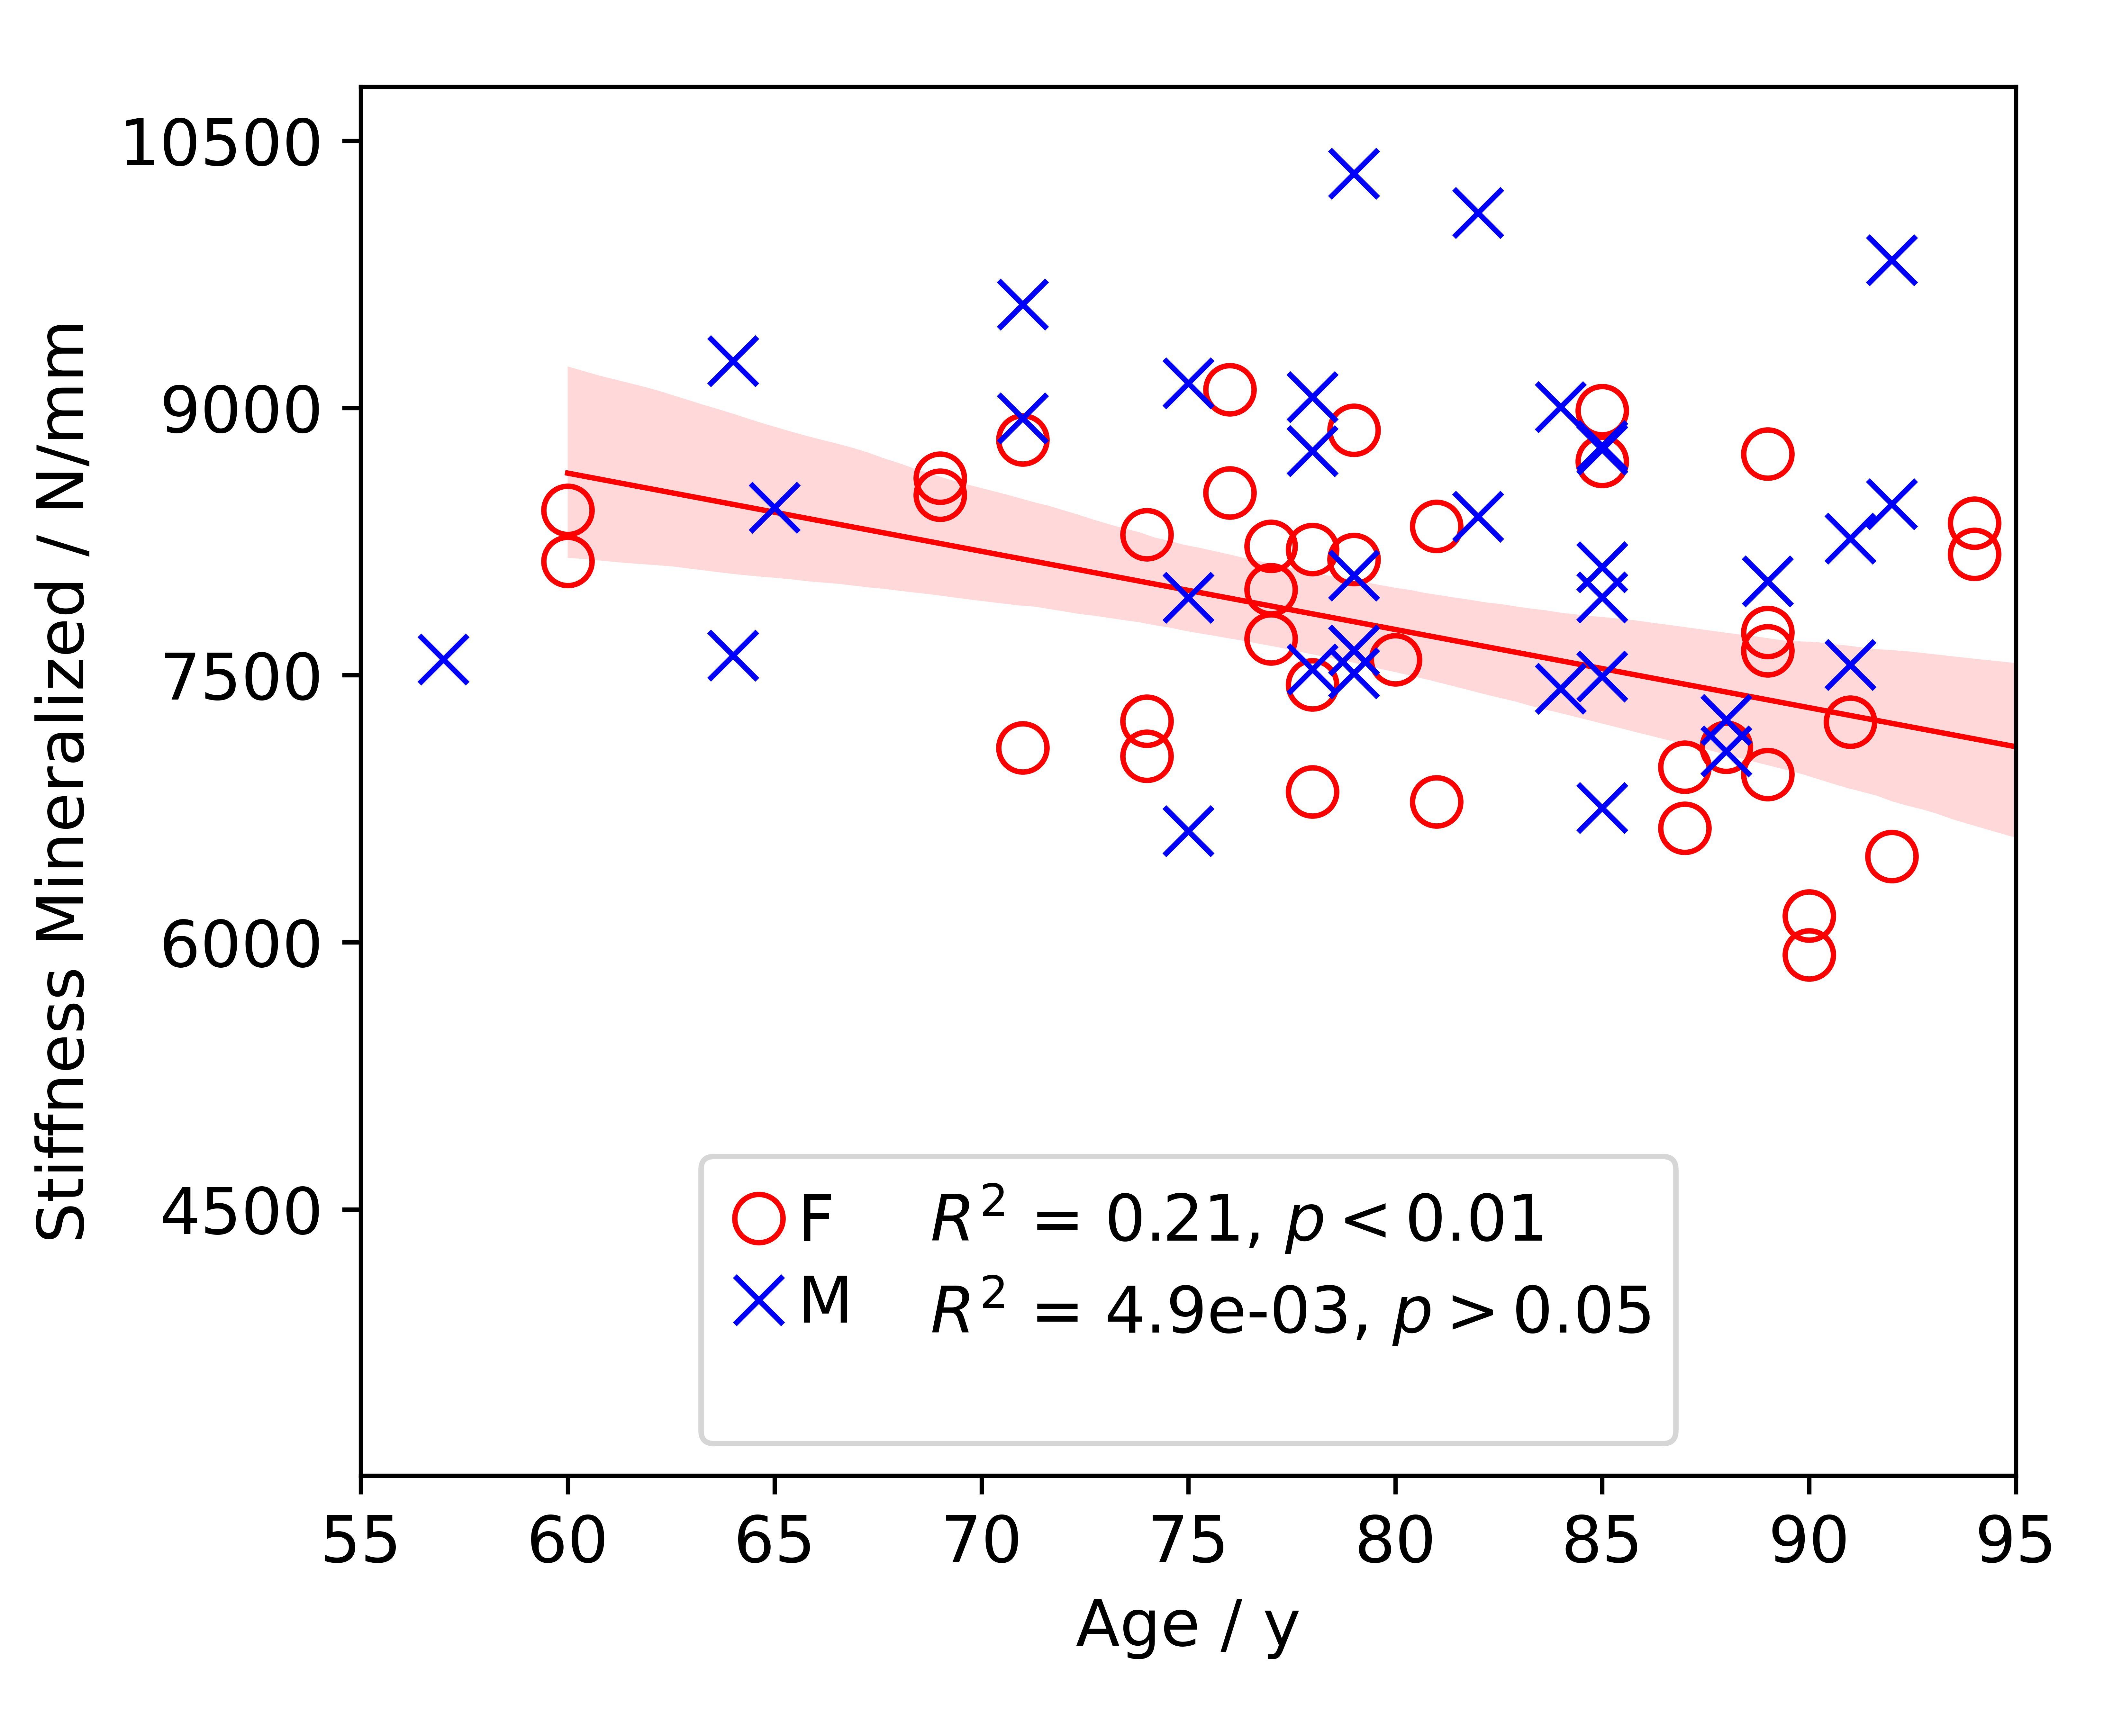 Stiffness Mineralized / N/mm
10500
9000
7500
6000
4500
F R² = 0.21, p < 0.01
M R² = 4.9e-03, p > 0.05
55 60 65 70 75 80 85 90 95
Age / y